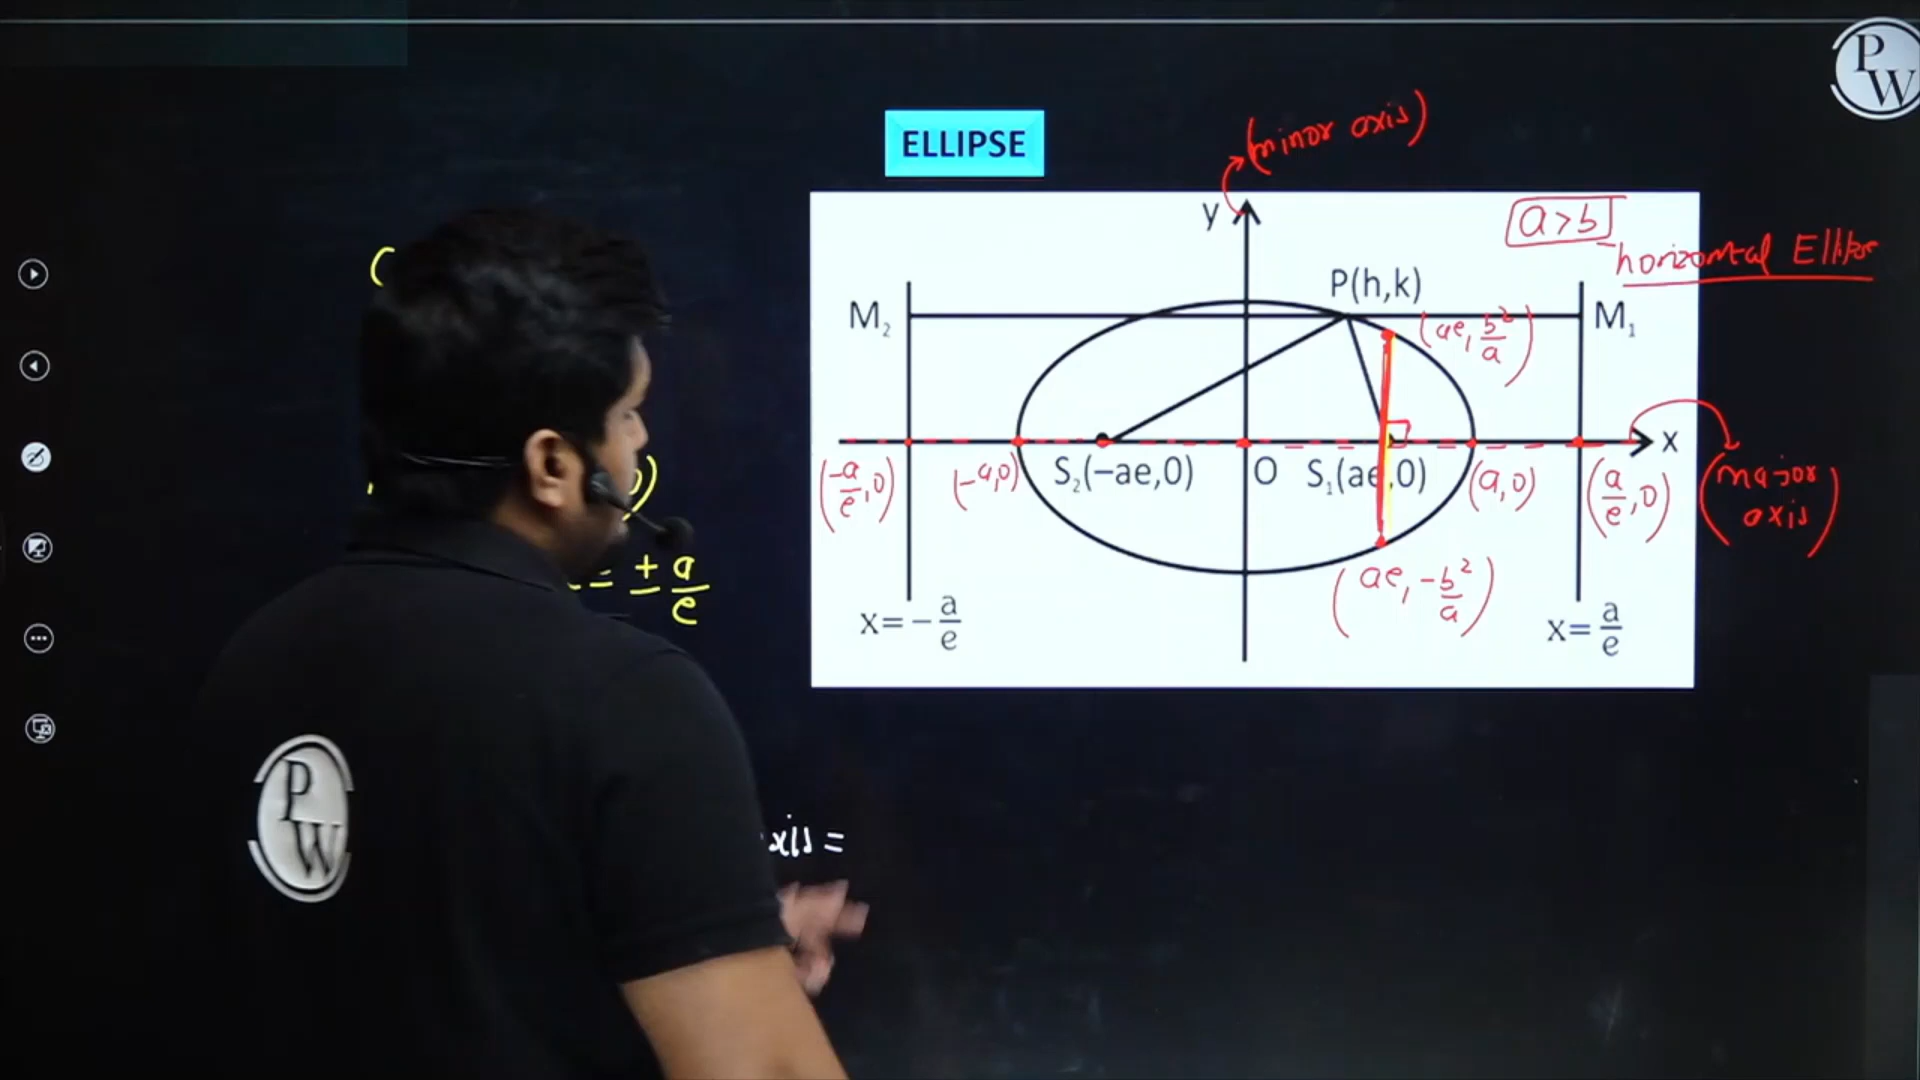 P
W
ELLIPSE
(minor axis)
y
a>b
horizontal Ellipse
P(h,k)
M₂
M₁
(ae, b²/a)
x
S₂(−ae,0)
O
S₁(ae,0)
(-a/e, 0)
(-a,0)
(a,0)
(a/e, 0)
(major
axis)
= ± a/e
(ae, -b²/a)
x=−a/e
x=a/e
P
W
xis =